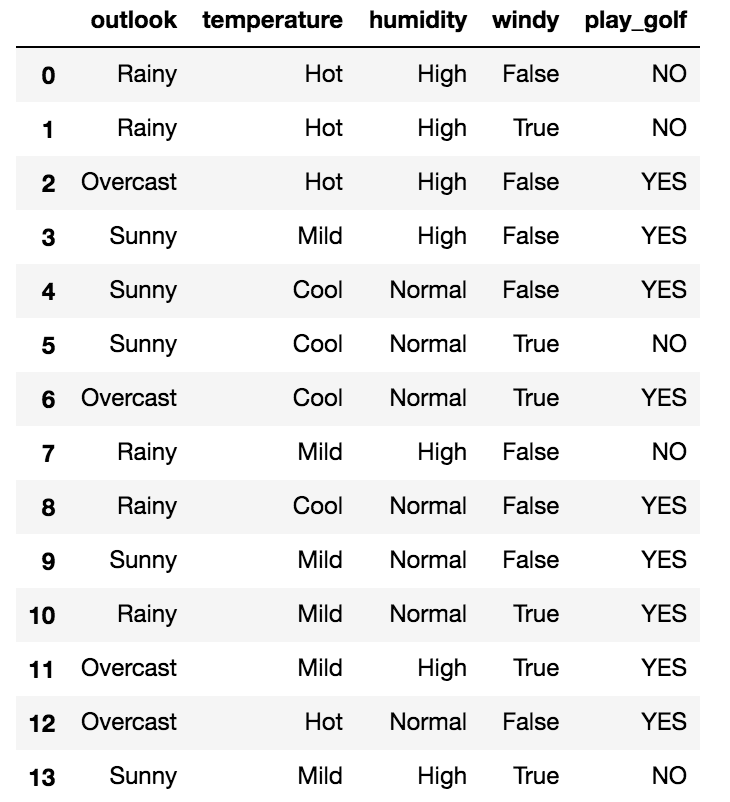 outlook temperature humidity windy play_golf
0 Rainy Hot High False NO
1 Rainy Hot High True NO
2 Overcast Hot High False YES
3 Sunny Mild High False YES
4 Sunny Cool Normal False YES
5 Sunny Cool Normal True NO
6 Overcast Cool Normal True YES
7 Rainy Mild High False NO
8 Rainy Cool Normal False YES
9 Sunny Mild Normal False YES
10 Rainy Mild Normal True YES
11 Overcast Mild High True YES
12 Overcast Hot Normal False YES
13 Sunny Mild High True NO